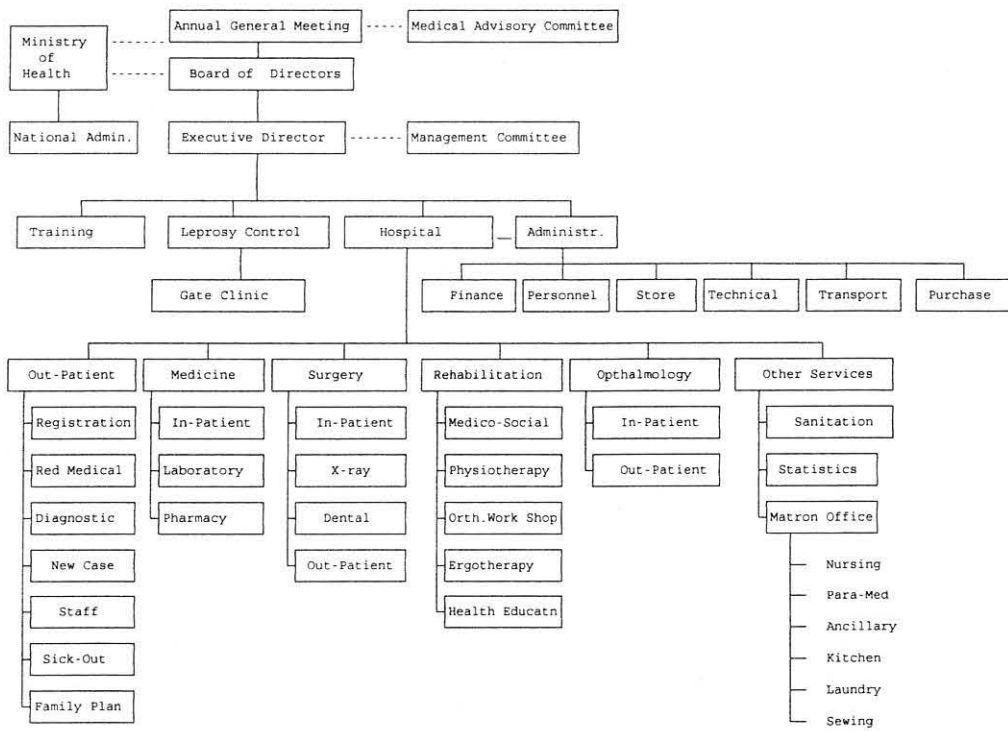 Annual General Meeting
Medical Advisory Committee
Ministry
of
Health
Board of Directors
National Admin.
Executive Director
Management Committee
Training
Leprosy Control
Hospital
Administr.
Gate Clinic
Finance
Personnel
Store
Technical
Transport
Purchase
Out-Patient
Medicine
Surgery
Rehabilitation
Opthalmology
Other Services
Registration
Red Medical
Diagnostic
New Case
Staff
Sick-Out
Family Plan
In-Patient
Laboratory
Pharmacy
In-Patient
X-ray
Dental
Out-Patient
Medico-Social
Physiotherapy
Orth.Work Shop
Ergotherapy
Health Educatn
In-Patient
Out-Patient
Sanitation
Statistics
Matron Office
Nursing
Para-Med
Ancillary
Kitchen
Laundry
Sewing